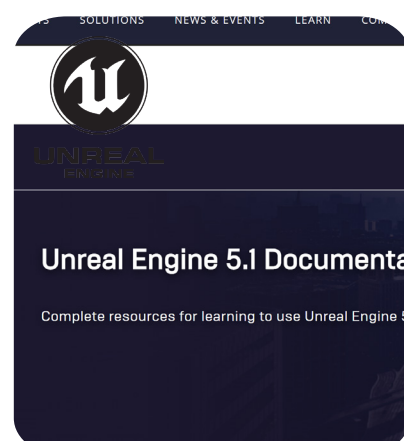 SOLUTIONS NEWS & EVENTS LEARN
UNREAL
ENGINE
Unreal Engine 5.1 Documenta
Complete resources for learning to use Unreal Engine